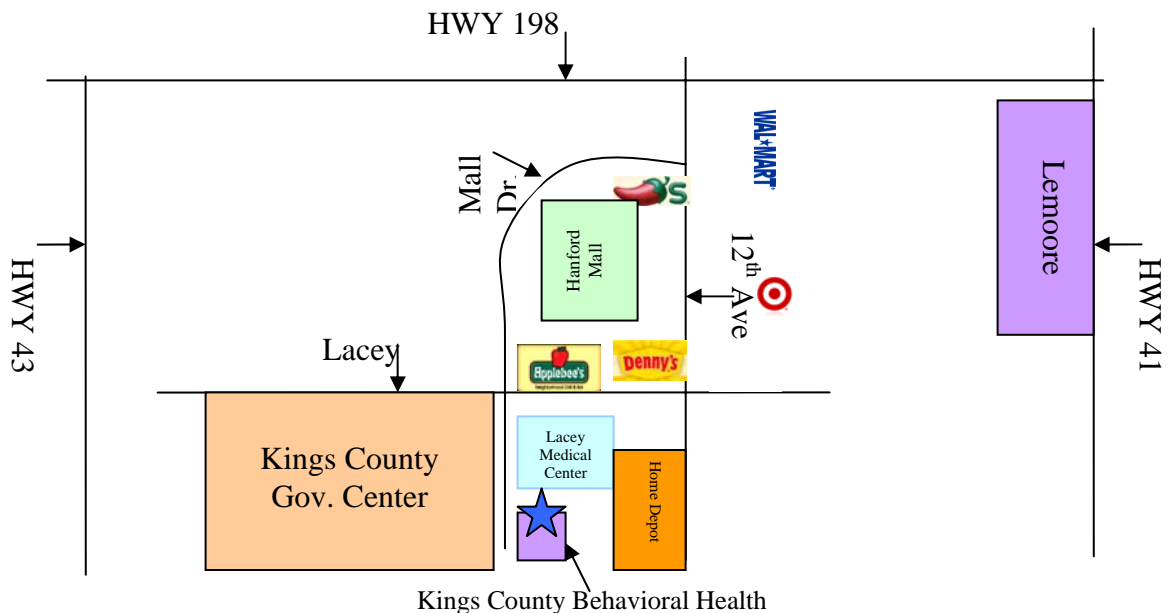 HWY 198
WAL★MART
Mall
Dr.
'S
Lemoore
Hanford
Mall
12th Ave
HWY 43
HWY 41
Lacey
Applebee's
Denny's
Kings County
Gov. Center
Lacey
Medical
Center
Home Depot
Kings County Behavioral Health